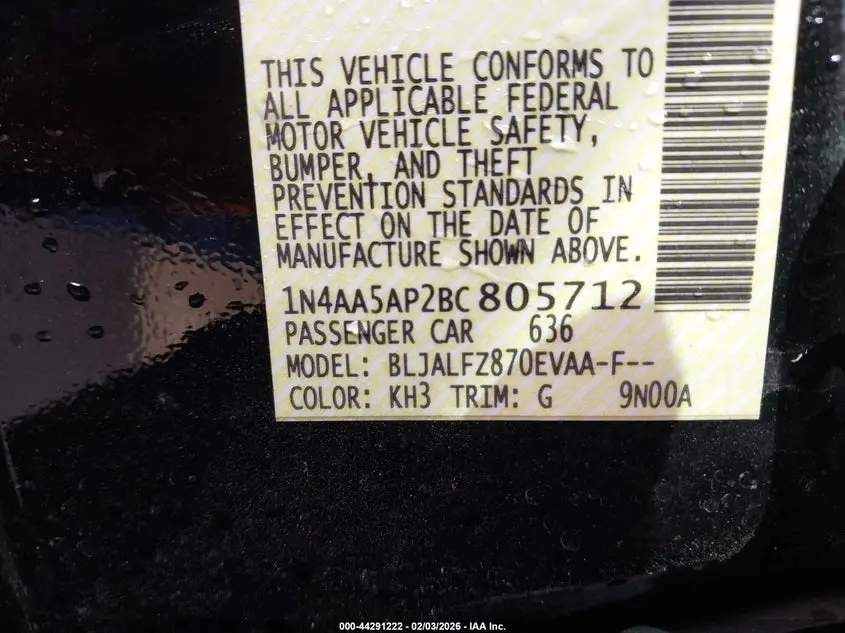 THIS VEHICLE CONFORMS TO
ALL APPLICABLE FEDERAL
MOTOR VEHICLE SAFETY,
BUMPER, AND THEFT
PREVENTION STANDARDS IN
EFFECT ON THE DATE OF
MANUFACTURE SHOWN ABOVE.
1N4AA5AP2BC805712
PASSENGER CAR 636
MODEL: BLJALFZ870EVAA-F--
COLOR: KH3 TRIM: G 9N00A
000-44291222 - 02/03/2026 - IAA Inc.